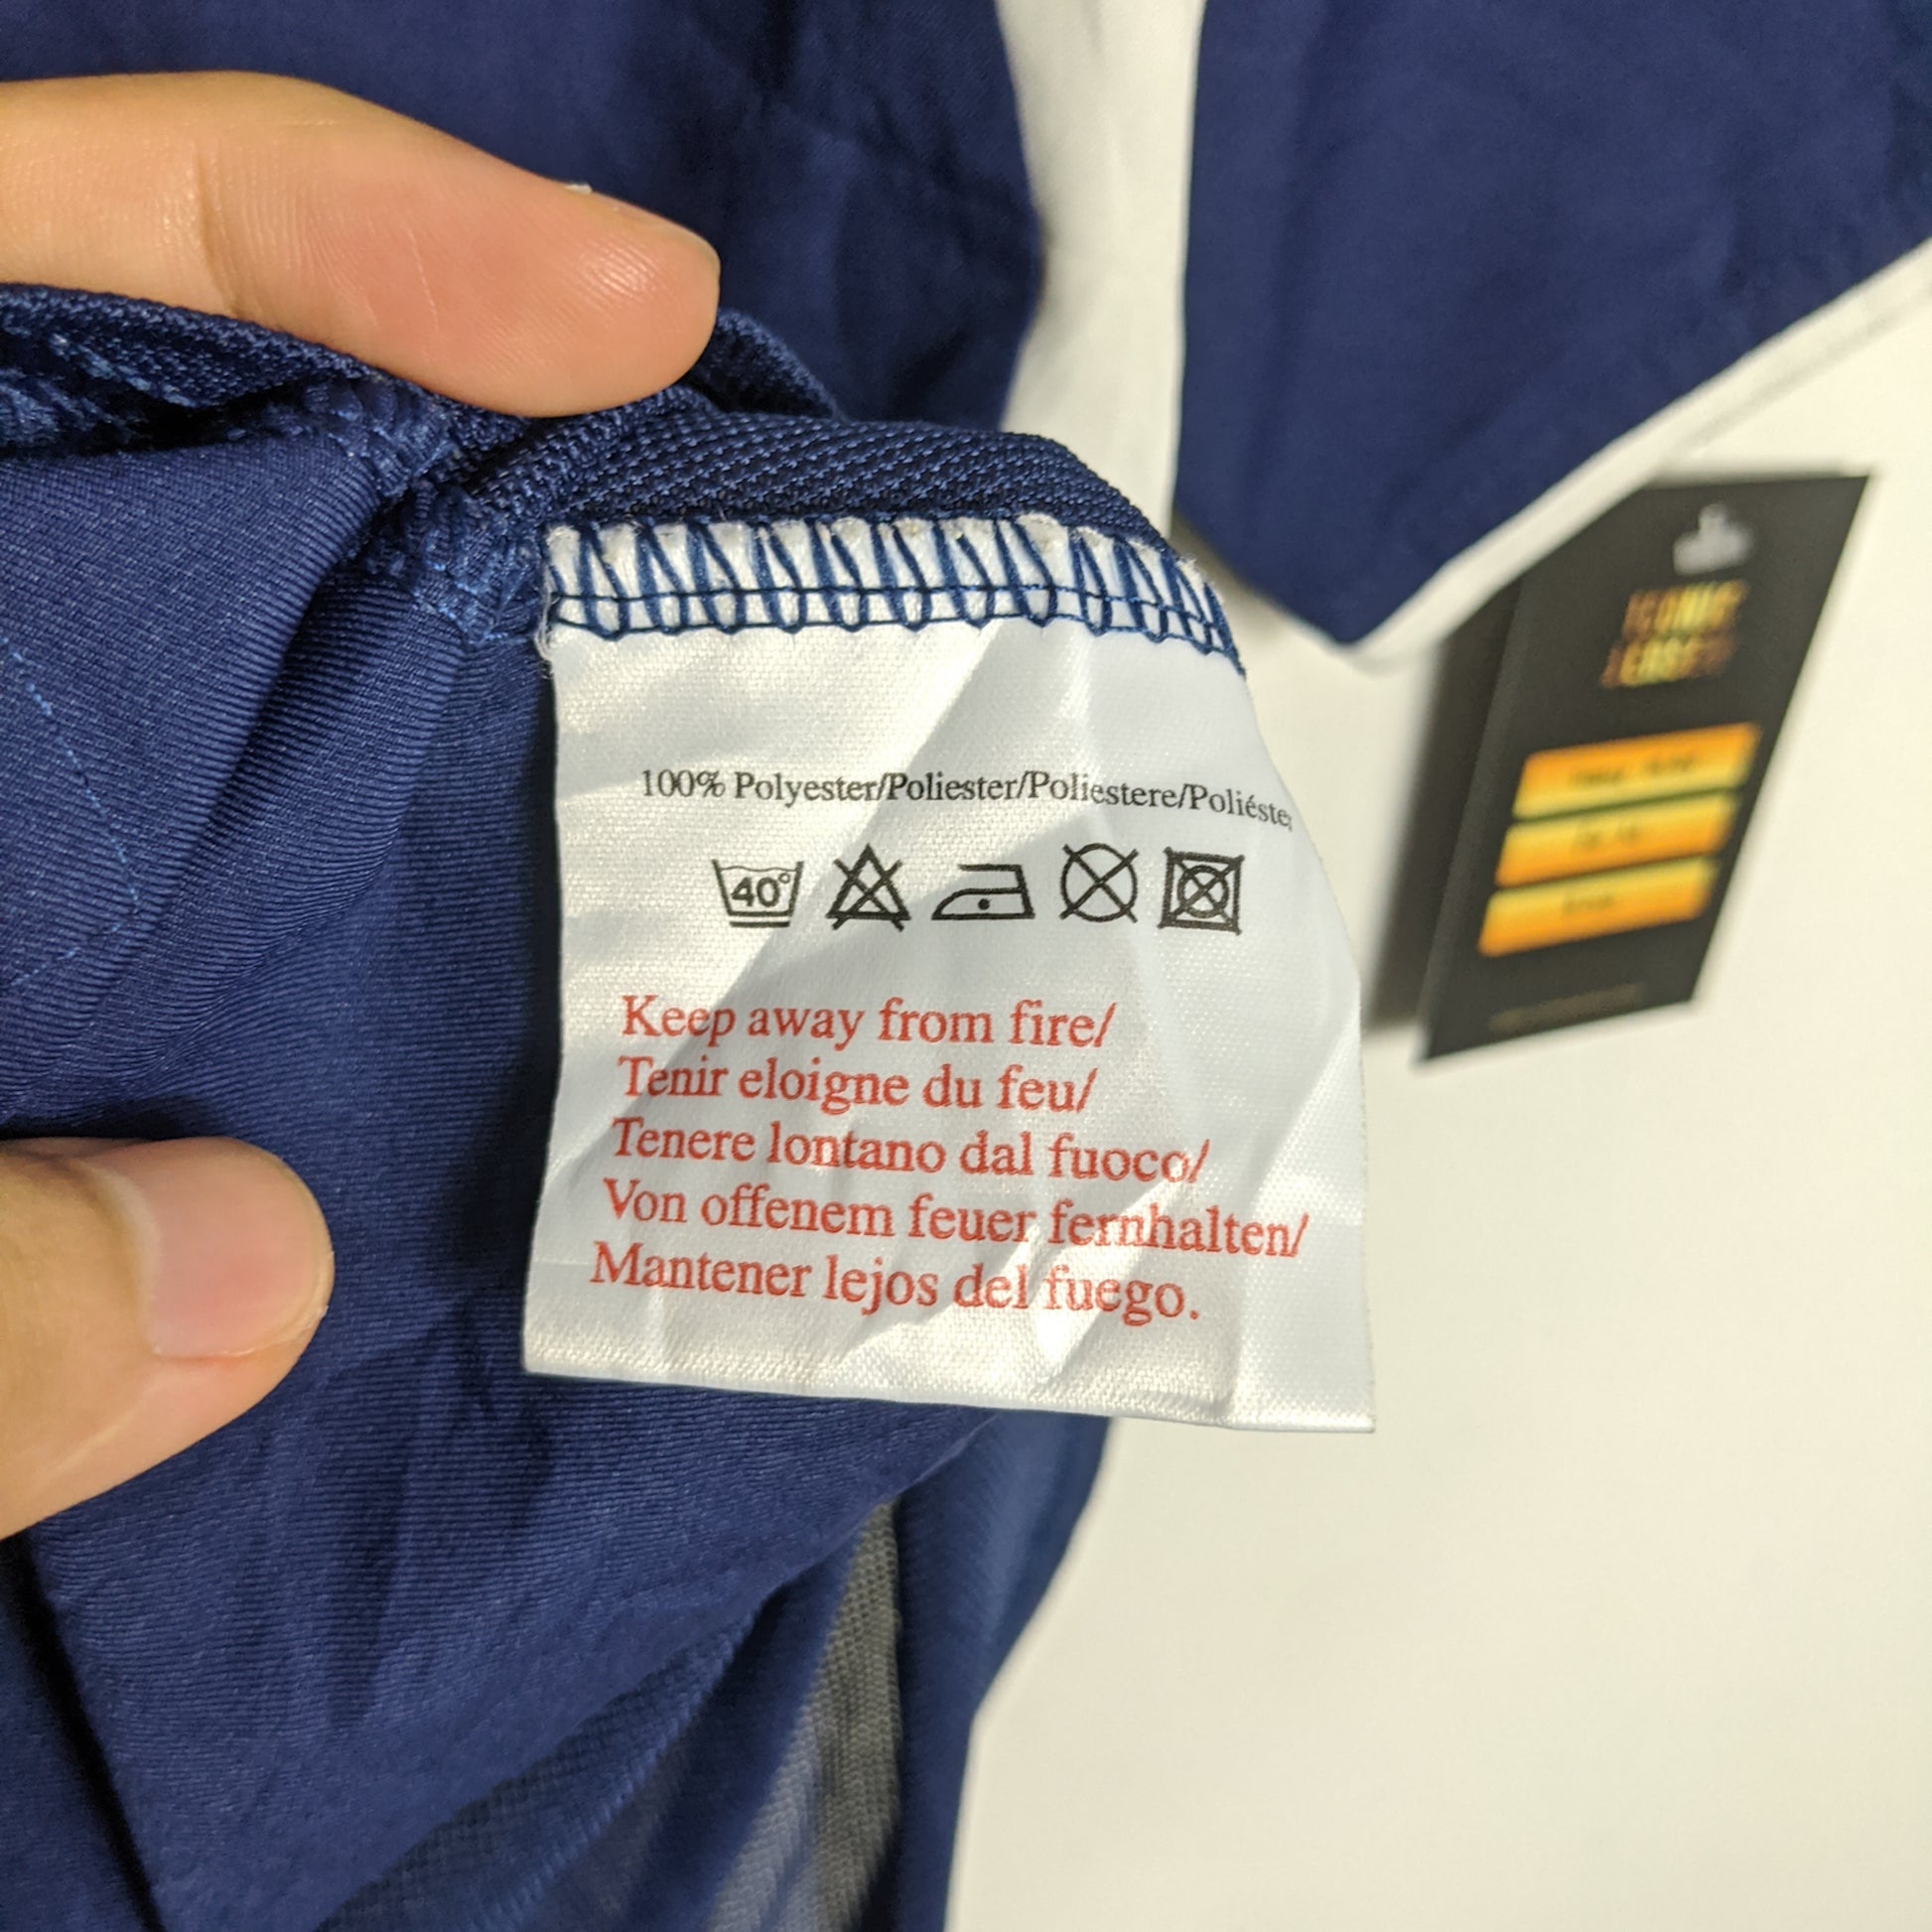 100% Polyester/Poliester/Poliestere/Poliéster
40°
Keep away from fire/
Tenir eloigne du feu/
Tenere lontano dal fuoco/
Von offenem feuer fernhalten/
Mantener lejos del fuego.